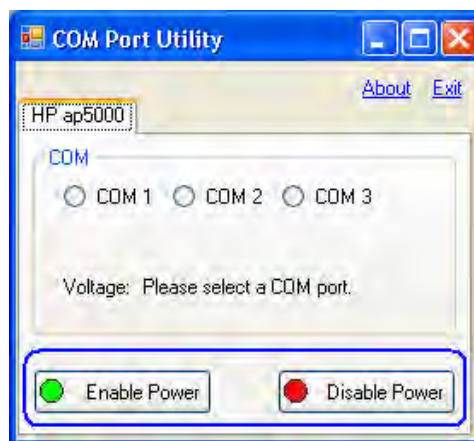 COM Port Utility
About Exit
HP ap5000
COM
COM 1 COM 2 COM 3
Voltage: Please select a COM port.
Enable Power Disable Power